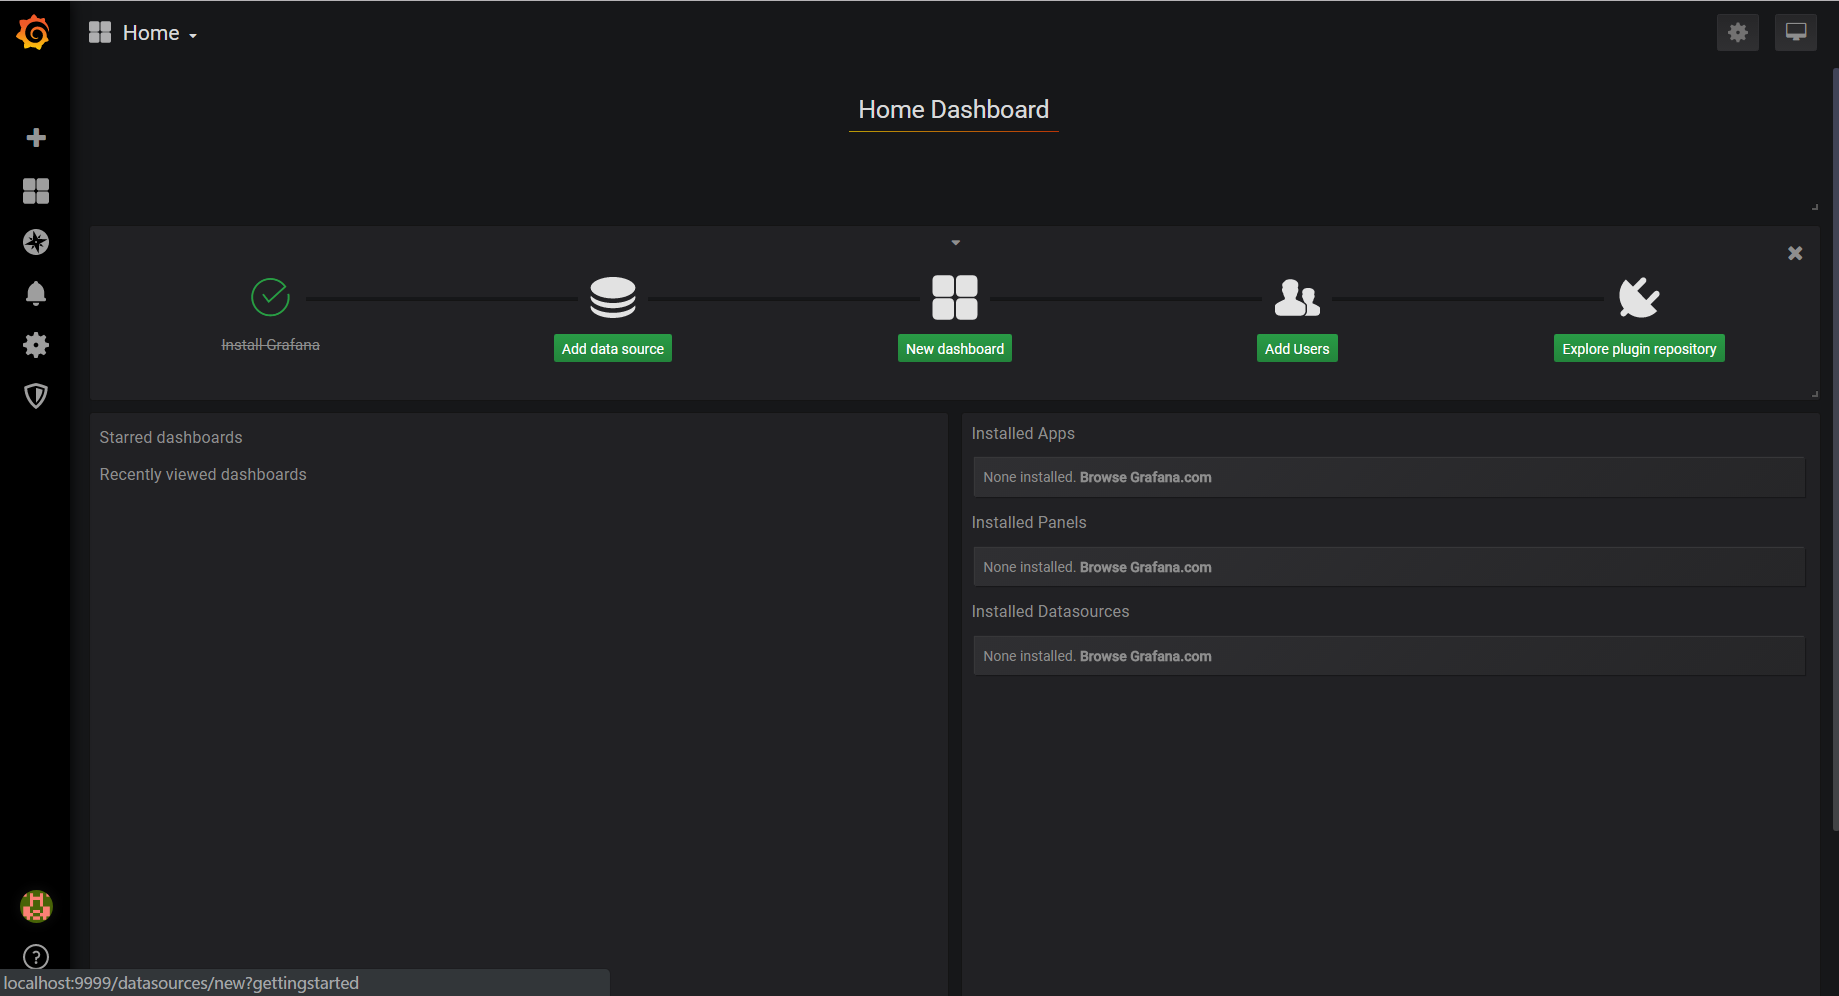 Home
Home Dashboard
Install Grafana
Add data source
New dashboard
Add Users
Explore plugin repository
Starred dashboards
Recently viewed dashboards
Installed Apps
None installed. Browse Grafana.com
Installed Panels
None installed. Browse Grafana.com
Installed Datasources
None installed. Browse Grafana.com
?
localhost:9999/datasources/new?gettingstarted